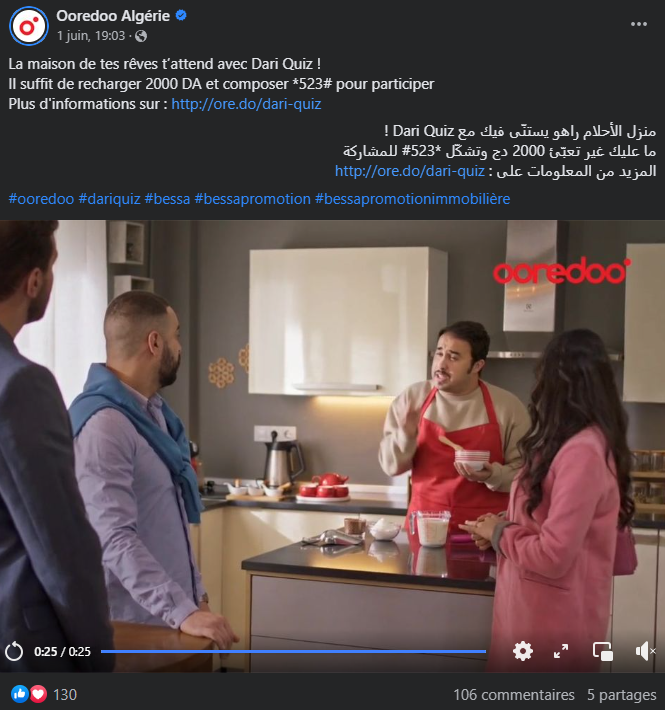 Ooredoo Algérie
1 juin, 19:03 ·
La maison de tes rêves t'attend avec Dari Quiz !
Il suffit de recharger 2000 DA et composer *523# pour participer
Plus d'informations sur : http://ore.do/dari-quiz
منزل الأحلام راهو يستنّى فيك مع Dari Quiz !
ما عليك غير تعبّئ 2000 دج وتشكّل *523# للمشاركة
المزيد من المعلومات على : http://ore.do/dari-quiz
#ooredoo #dariquiz #bessa #bessapromotion #bessapromotionimmobilière
ooredoo
0:25 / 0:25
130
106 commentaires 5 partages